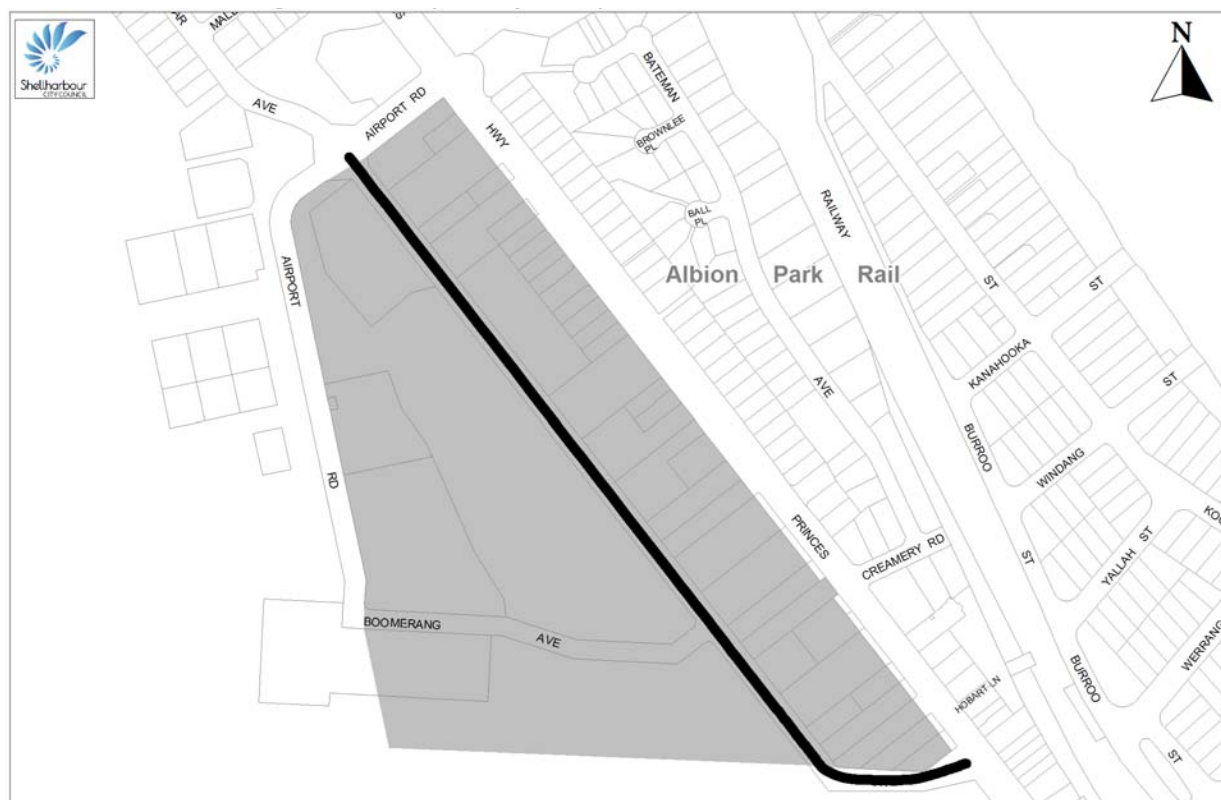 Shellharbour
CITY COUNCIL
N
AVE
AIRPORT RD
HWY
BATEMAN
BROWNLEE
PL
BALL
PL
RAILWAY
Albion Park Rail
AIRPORT
ST
ST
KANAHOOKA
ST
AVE
BURROO
WINDANG
RD
PRINCES
CREAMERY RD
ST
YALLAH ST
BOOMERANG
AVE
WERRANG
BURROO
HOBART LN
ST